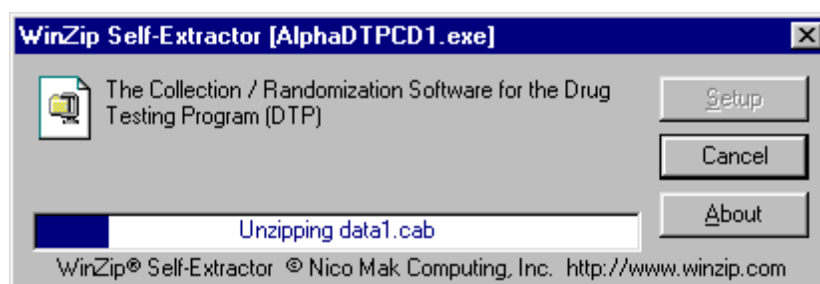 WinZip Self-Extractor [AlphaDTPCD1.exe]
The Collection / Randomization Software for the Drug
Testing Program (DTP)
Setup
Cancel
About
Unzipping data1.cab
WinZip® Self-Extractor © Nico Mak Computing, Inc. http://www.winzip.com